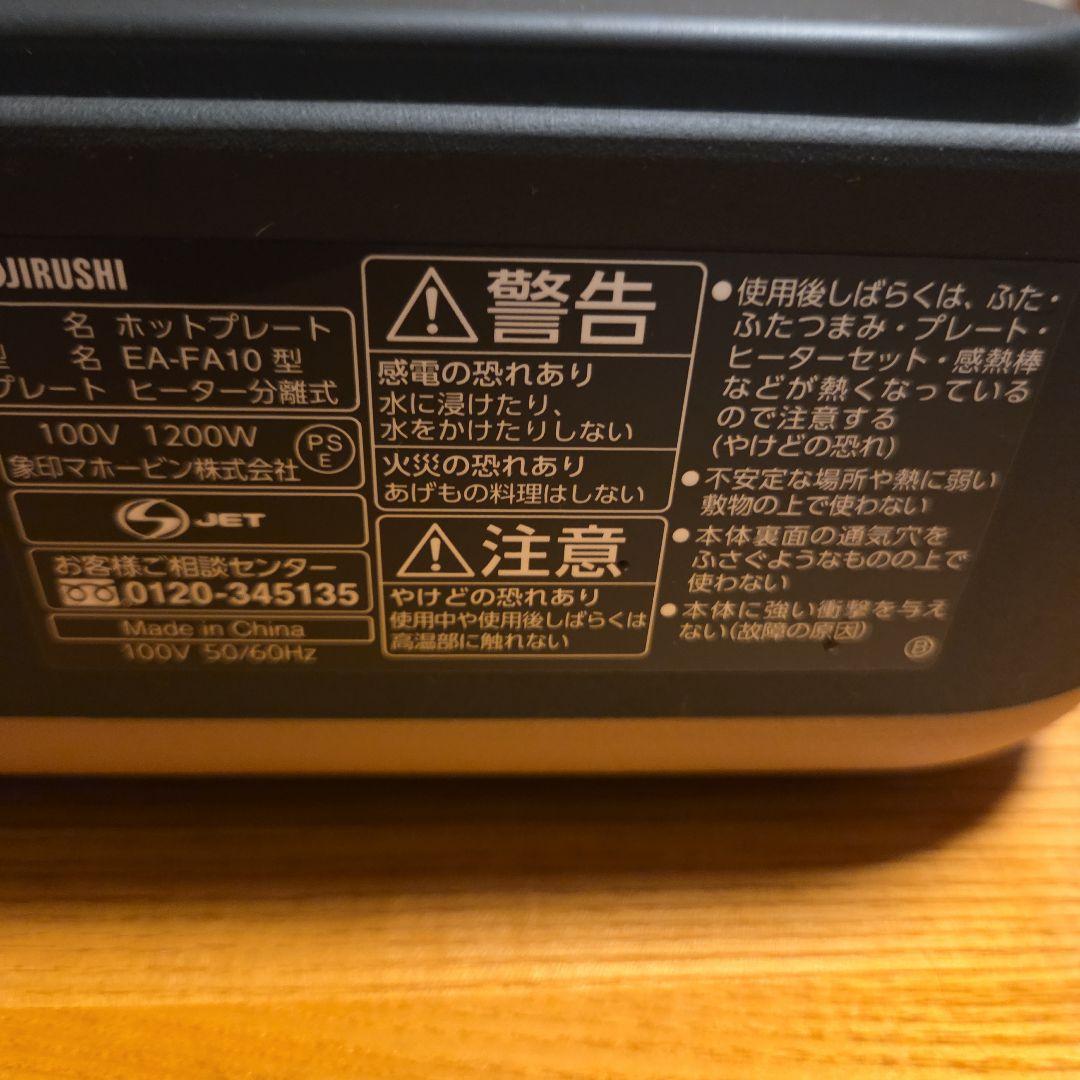 JIRUSHI
名 ホットプレート
型 名 EA-FA10 型
プレート ヒーター分離式
100V 1200W
PS
E
象印マホービン株式会社
JET
お客様ご相談センター
0120-345135
Made in China
100V 50/60Hz
警告
感電の恐れあり
水に浸けたり、
水をかけたりしない
火災の恐れあり
あげもの料理はしない
注意
やけどの恐れあり
使用中や使用後しばらくは
高温部に触れない
●使用後しばらくは、ふた・
ふたつまみ・プレート・
ヒーターセット・感熱棒
などが熱くなっている
ので注意する
(やけどの恐れ)
●不安定な場所や熱に弱い
敷物の上で使わない
●本体裏面の通気穴を
ふさぐようなものの上で
使わない
●本体に強い衝撃を与え
ない(故障の原因)
B